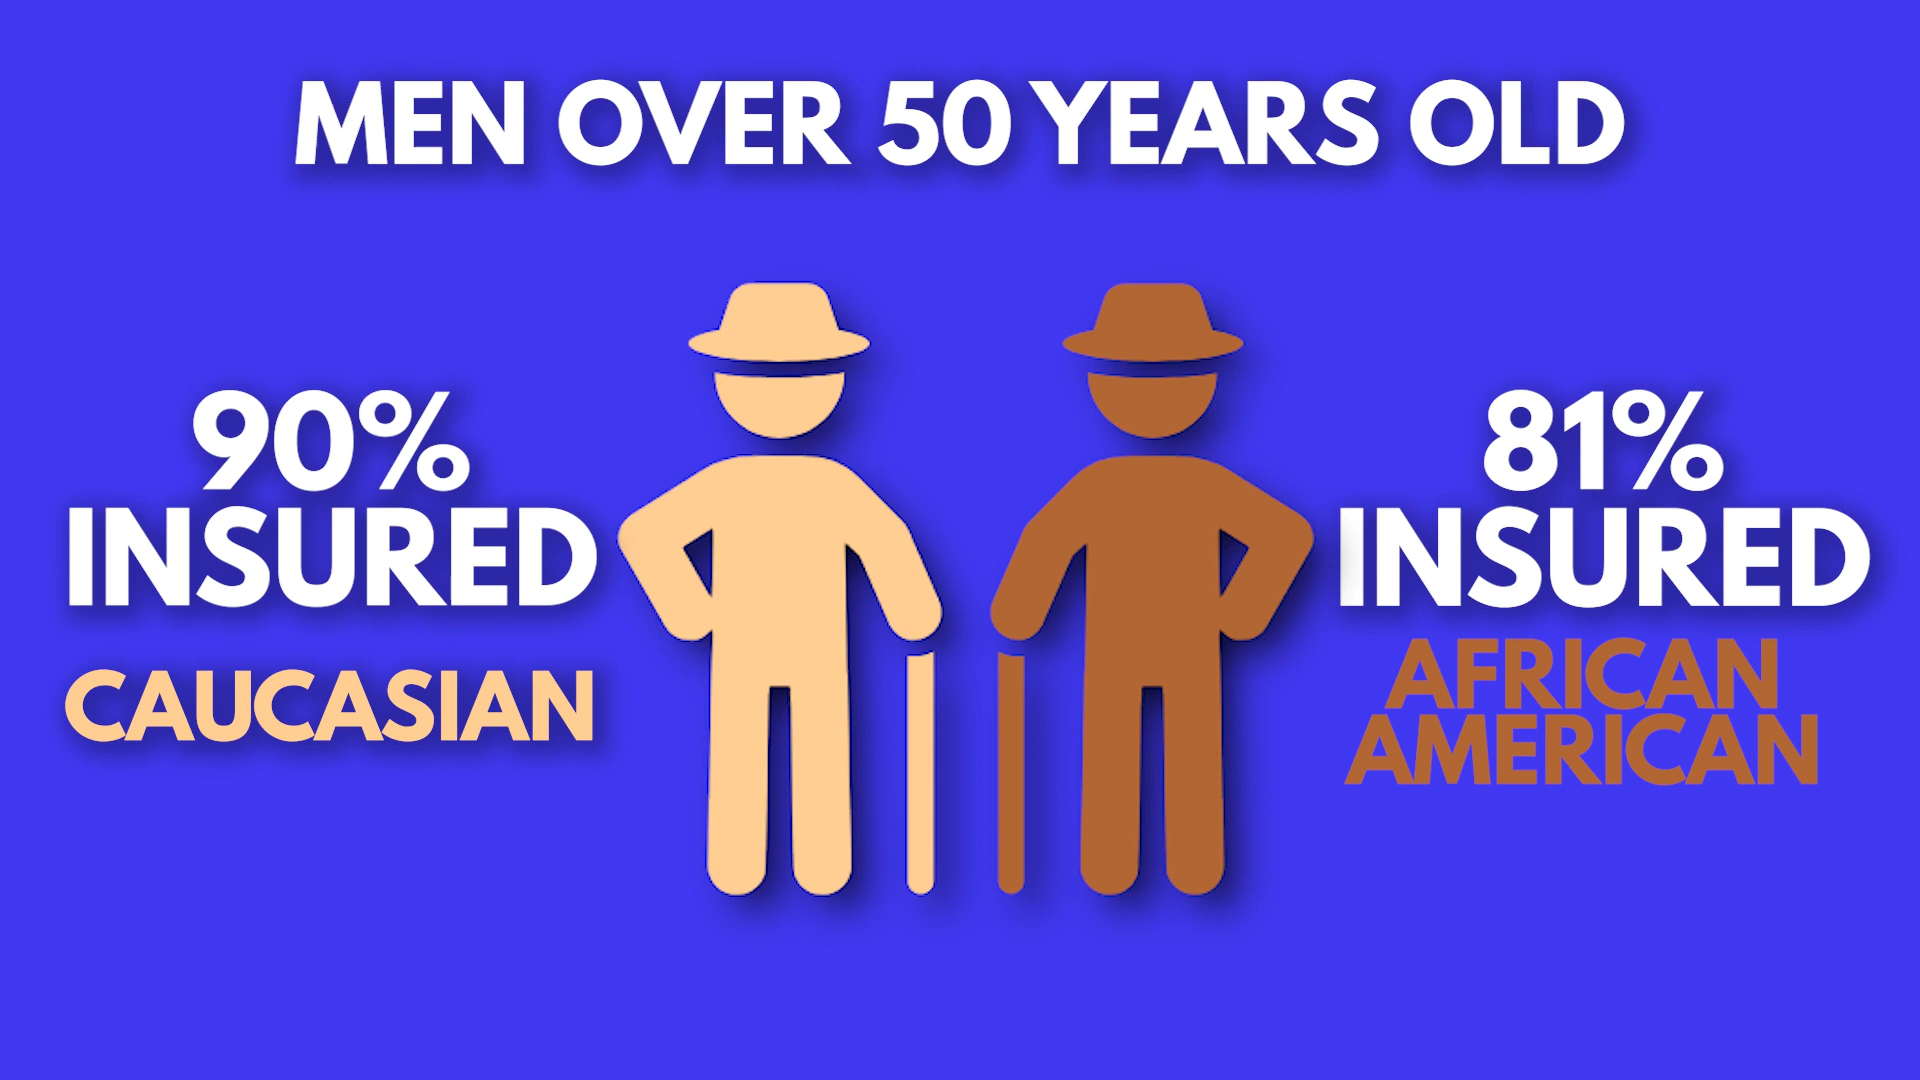 MEN OVER 50 YEARS OLD
90%
INSURED
CAUCASIAN
81%
INSURED
AFRICAN
AMERICAN